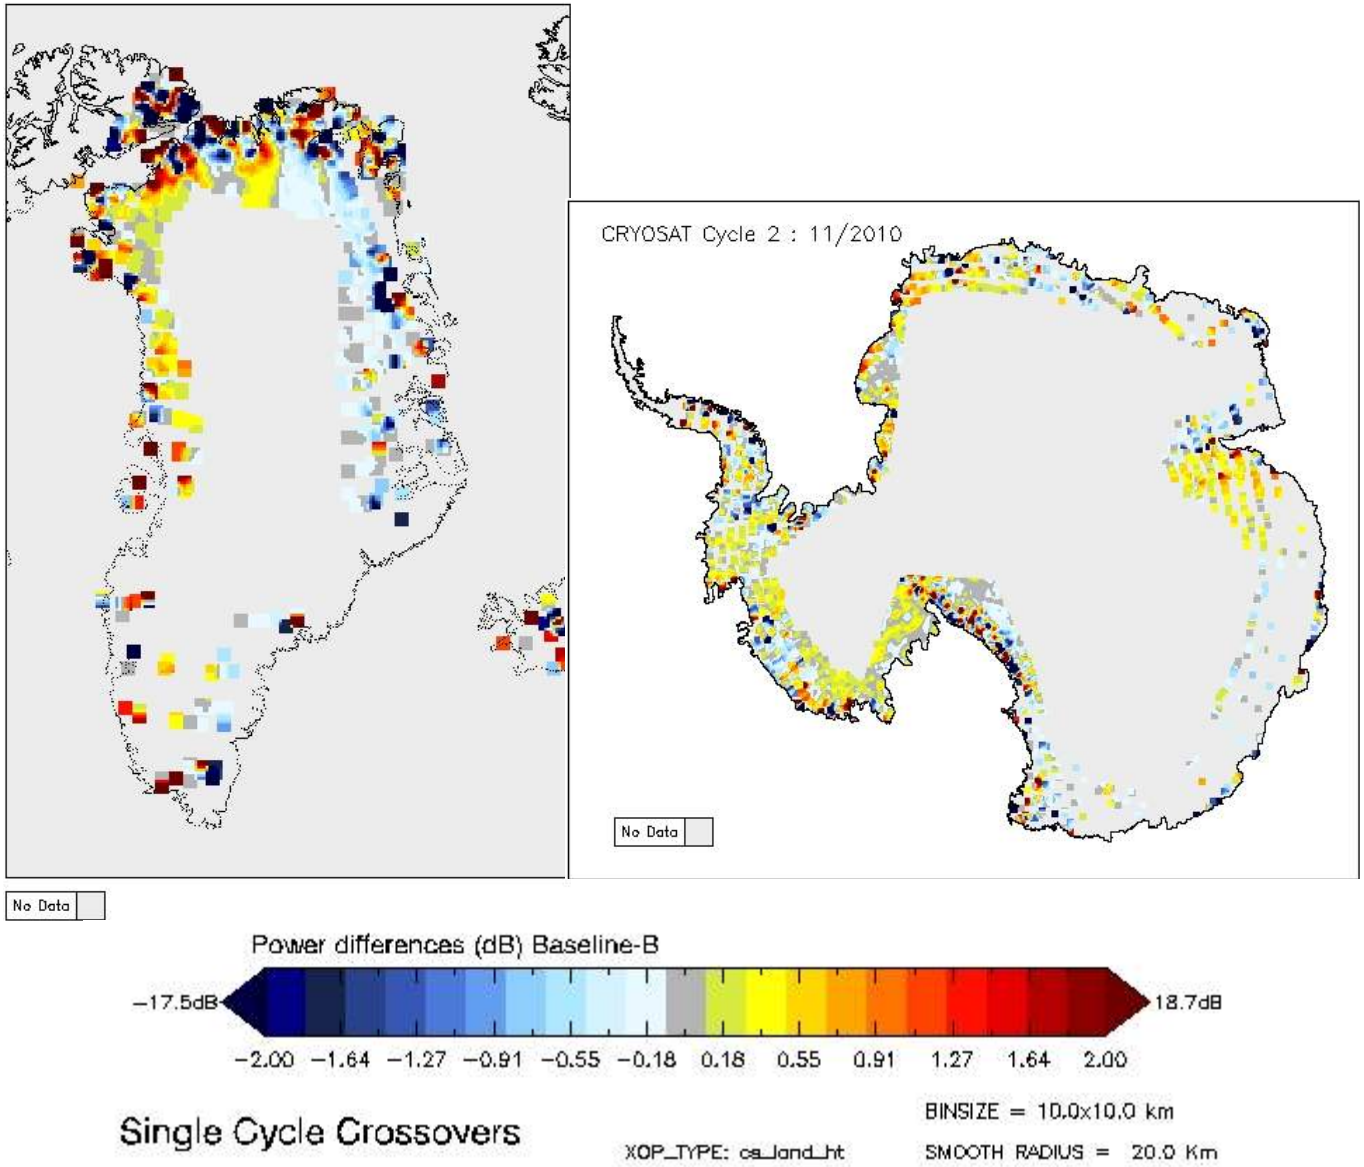 CRYOSAT Cycle 2 : 11/2010
No Data
No Data
Power differences (dB) Baseline-B
-17.5dB
18.7dB
-2.00 -1.64 -1.27 -0.91 -0.55 -0.18 0.18 0.55 0.91 1.27 1.64 2.00
BINSIZE = 10.0x10.0 km
Single Cycle Crossovers
XOP_TYPE: cs_land_ht
SMOOTH RADIUS = 20.0 Km